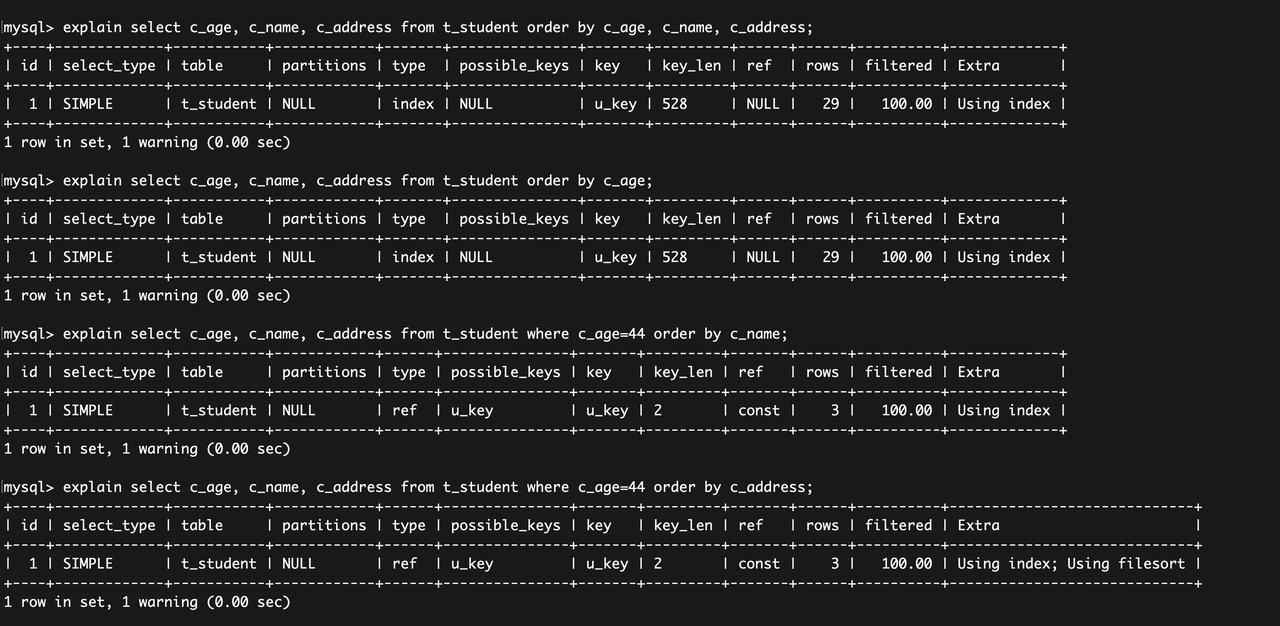 mysql> explain select c_age, c_name, c_address from t_student order by c_age, c_name, c_address;
+----+-------------+-----------+------------+-------+---------------+-------+---------+------+------+----------+-------------+
| id | select_type | table     | partitions | type  | possible_keys | key   | key_len | ref  | rows | filtered | Extra       |
+----+-------------+-----------+------------+-------+---------------+-------+---------+------+------+----------+-------------+
|  1 | SIMPLE      | t_student | NULL       | index | NULL          | u_key | 528     | NULL |   29 |   100.00 | Using index |
+----+-------------+-----------+------------+-------+---------------+-------+---------+------+------+----------+-------------+
1 row in set, 1 warning (0.00 sec)
mysql> explain select c_age, c_name, c_address from t_student order by c_age;
+----+-------------+-----------+------------+-------+---------------+-------+---------+------+------+----------+-------------+
| id | select_type | table     | partitions | type  | possible_keys | key   | key_len | ref  | rows | filtered | Extra       |
+----+-------------+-----------+------------+-------+---------------+-------+---------+------+------+----------+-------------+
|  1 | SIMPLE      | t_student | NULL       | index | NULL          | u_key | 528     | NULL |   29 |   100.00 | Using index |
+----+-------------+-----------+------------+-------+---------------+-------+---------+------+------+----------+-------------+
1 row in set, 1 warning (0.00 sec)
mysql> explain select c_age, c_name, c_address from t_student where c_age=44 order by c_name;
+----+-------------+-----------+------------+------+---------------+-------+---------+-------+------+----------+-------------+
| id | select_type | table     | partitions | type | possible_keys | key   | key_len | ref   | rows | filtered | Extra       |
+----+-------------+-----------+------------+------+---------------+-------+---------+-------+------+----------+-------------+
|  1 | SIMPLE      | t_student | NULL       | ref  | u_key         | u_key | 2       | const |    3 |   100.00 | Using index |
+----+-------------+-----------+------------+------+---------------+-------+---------+-------+------+----------+-------------+
1 row in set, 1 warning (0.00 sec)
mysql> explain select c_age, c_name, c_address from t_student where c_age=44 order by c_address;
+----+-------------+-----------+------------+------+---------------+-------+---------+-------+------+----------+-----------------------------+
| id | select_type | table     | partitions | type | possible_keys | key   | key_len | ref   | rows | filtered | Extra                       |
+----+-------------+-----------+------------+------+---------------+-------+---------+-------+------+----------+-----------------------------+
|  1 | SIMPLE      | t_student | NULL       | ref  | u_key         | u_key | 2       | const |    3 |   100.00 | Using index; Using filesort |
+----+-------------+-----------+------------+------+---------------+-------+---------+-------+------+----------+-----------------------------+
1 row in set, 1 warning (0.00 sec)